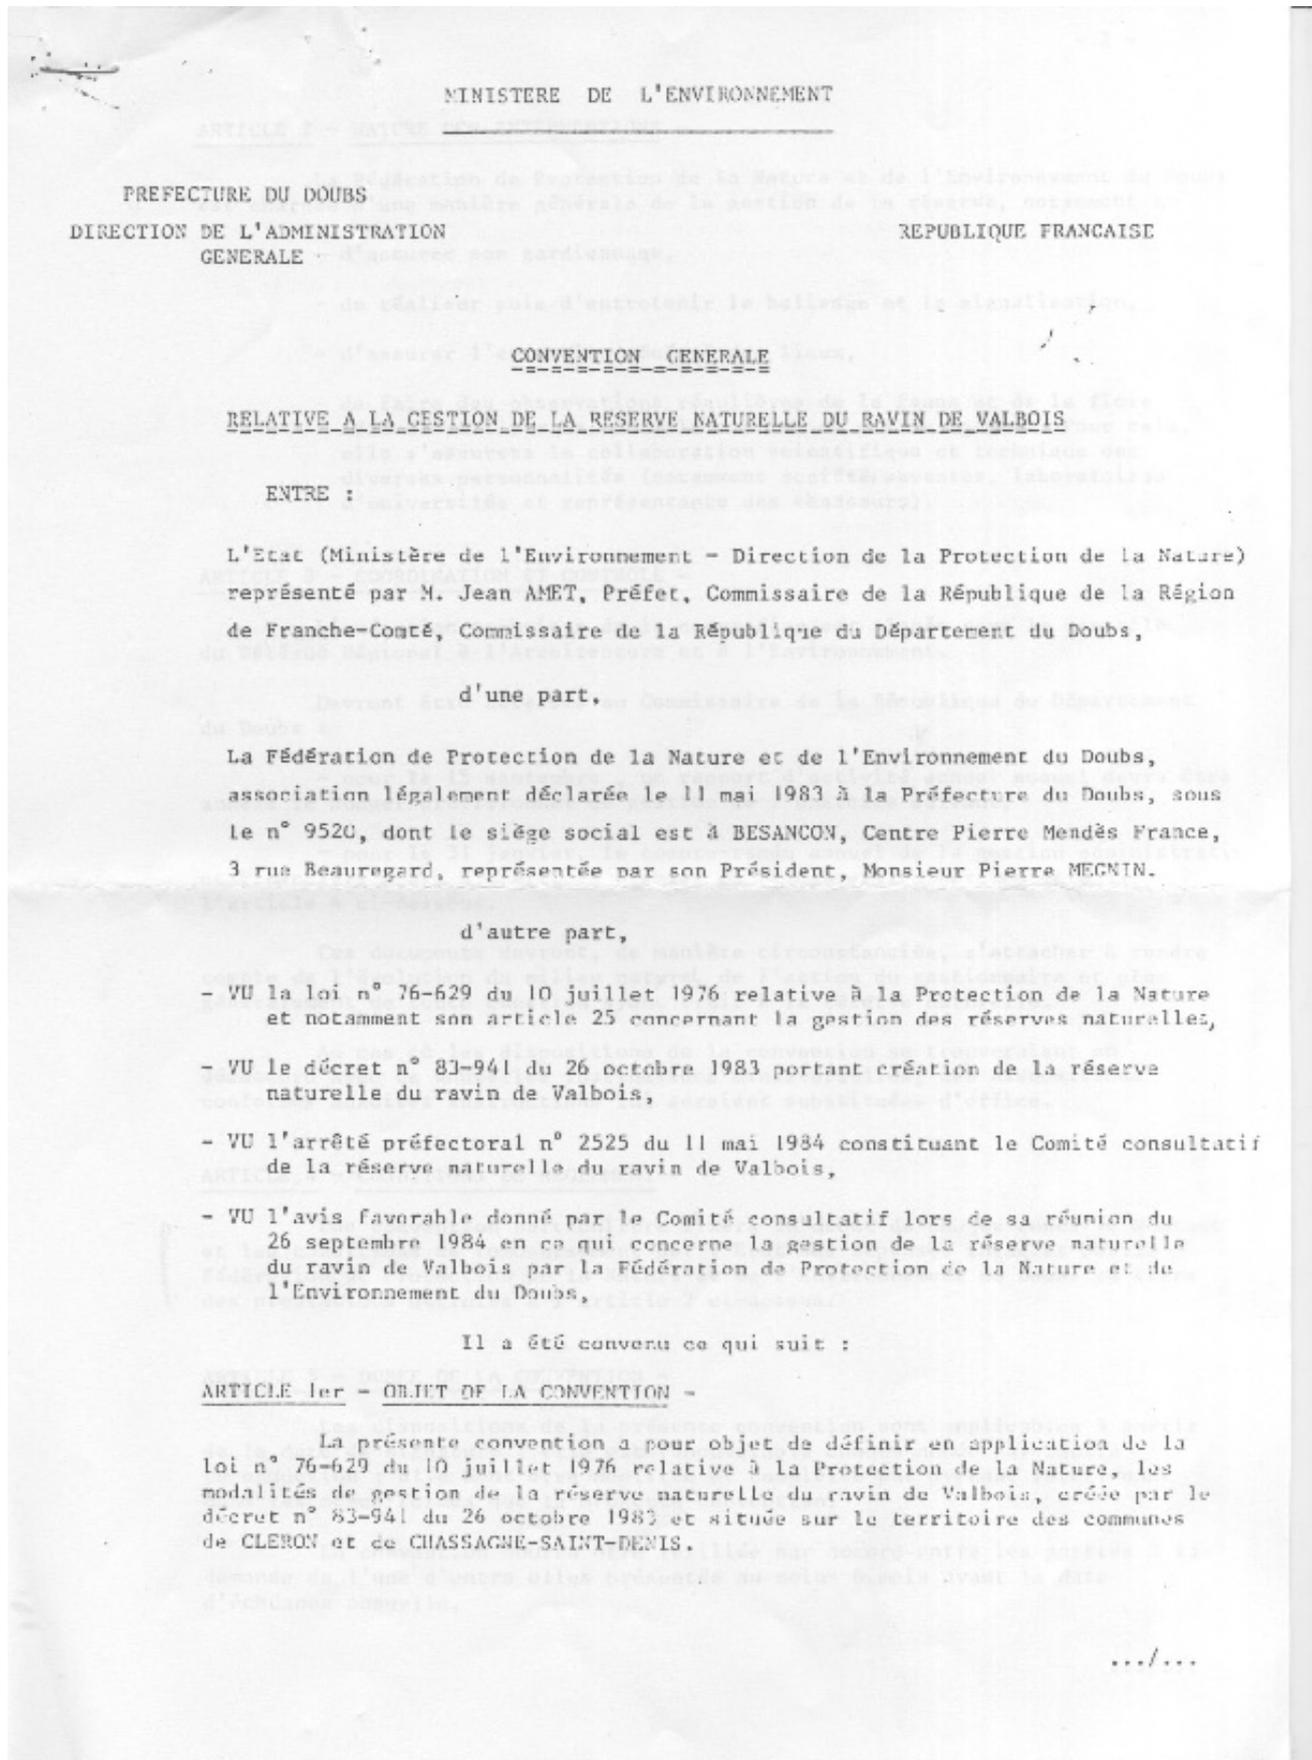 MINISTERE DE L'ENVIRONNEMENT
PREFECTURE DU DOUBS
DIRECTION DE L'ADMINISTRATION
GENERALE
REPUBLIQUE FRANCAISE
CONVENTION GENERALE
RELATIVE A LA GESTION DE LA RESERVE NATURELLE DU RAVIN DE VALBOIS
ENTRE :
L'Etat (Ministère de l'Environnement - Direction de la Protection de la Nature)
représenté par M. Jean AMET, Préfet, Commissaire de la République de la Région
de Franche-Comté, Commissaire de la République du Département du Doubs,
d'une part,
La Fédération de Protection de la Nature et de l'Environnement du Doubs,
association légalement déclarée le 11 mai 1983 à la Préfecture du Doubs, sous
le n° 9520, dont le siége social est à BESANCON, Centre Pierre Mendès France,
3 rue Beauregard, représentée par son Président, Monsieur Pierre MEGNIN.
d'autre part,
- VU la loi n° 76-629 du 10 juillet 1976 relative à la Protection de la Nature
et notamment son article 25 concernant la gestion des réserves naturelles,
- VU le décret n° 83-941 du 26 octobre 1983 portant création de la réserve
naturelle du ravin de Valbois,
- VU l'arrêté préfectoral n° 2525 du 11 mai 1984 constituant le Comité consultatif
de la réserve naturelle du ravin de Valbois,
- VU l'avis favorable donné par le Comité consultatif lors de sa réunion du
26 septembre 1984 en ce qui concerne la gestion de la réserve naturelle
du ravin de Valbois par la Fédération de Protection de la Nature et de
l'Environnement du Doubs,
Il a été convenu ce qui suit :
ARTICLE 1er - OBJET DE LA CONVENTION -
La présente convention a pour objet de définir en application de la
loi n° 76-629 du 10 juillet 1976 relative à la Protection de la Nature, les
modalités de gestion de la réserve naturelle du ravin de Valbois, créée par le
décret n° 83-941 du 26 octobre 1983 et située sur le territoire des communes
de CLERON et de CHASSAGNE-SAINT-DENIS.
.../...